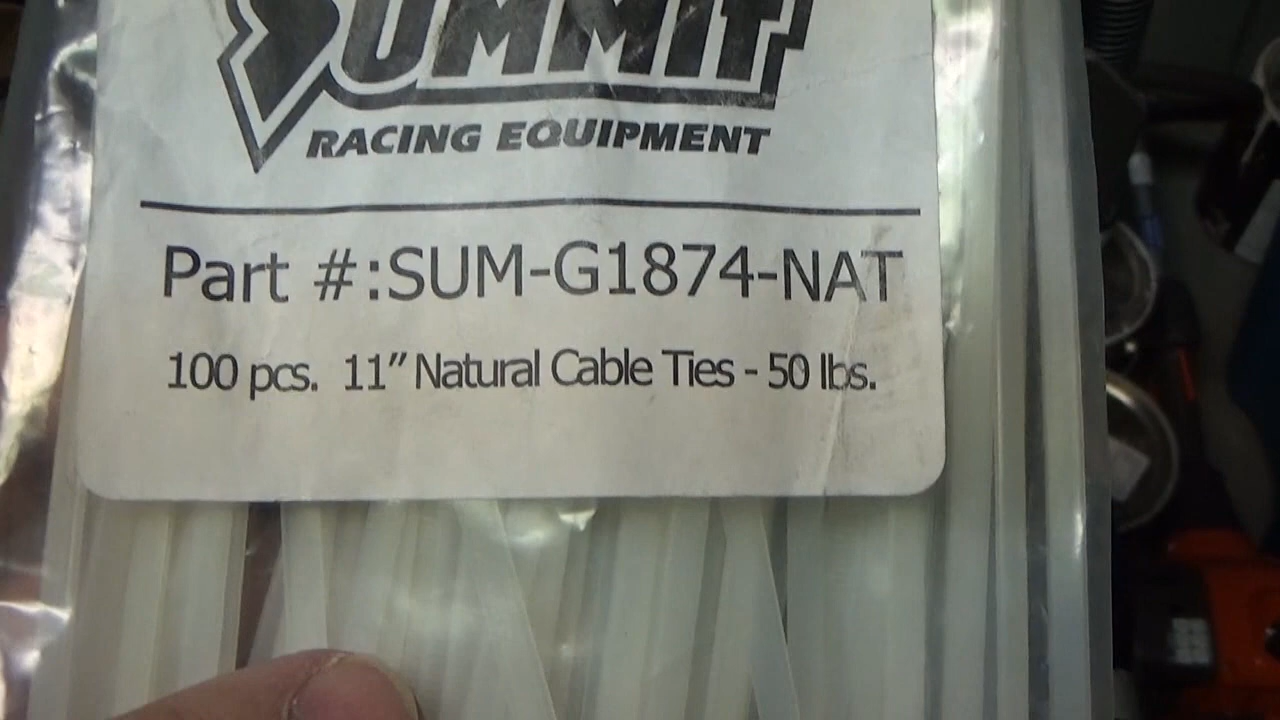 SUMMIT
RACING EQUIPMENT
Part #:SUM-G1874-NAT
100 pcs. 11" Natural Cable Ties - 50 lbs.